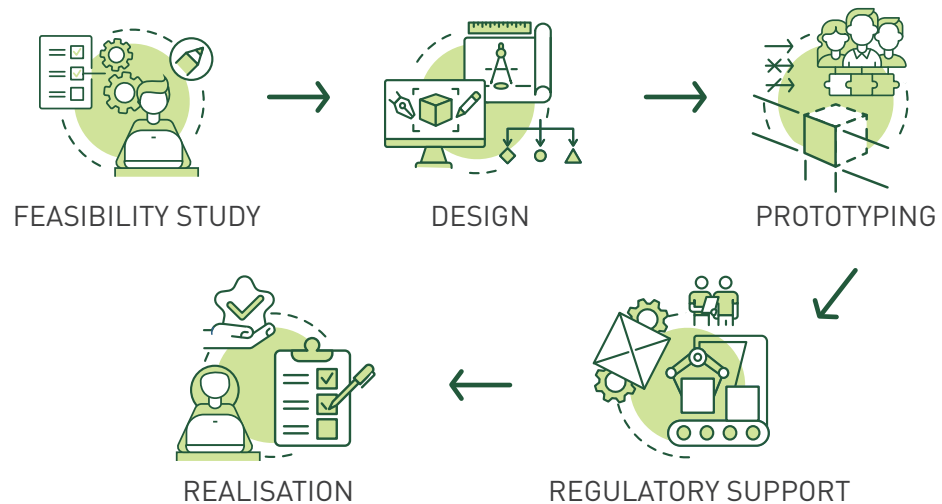 FEASIBILITY STUDY
DESIGN
PROTOTYPING
REGULATORY SUPPORT
REALISATION